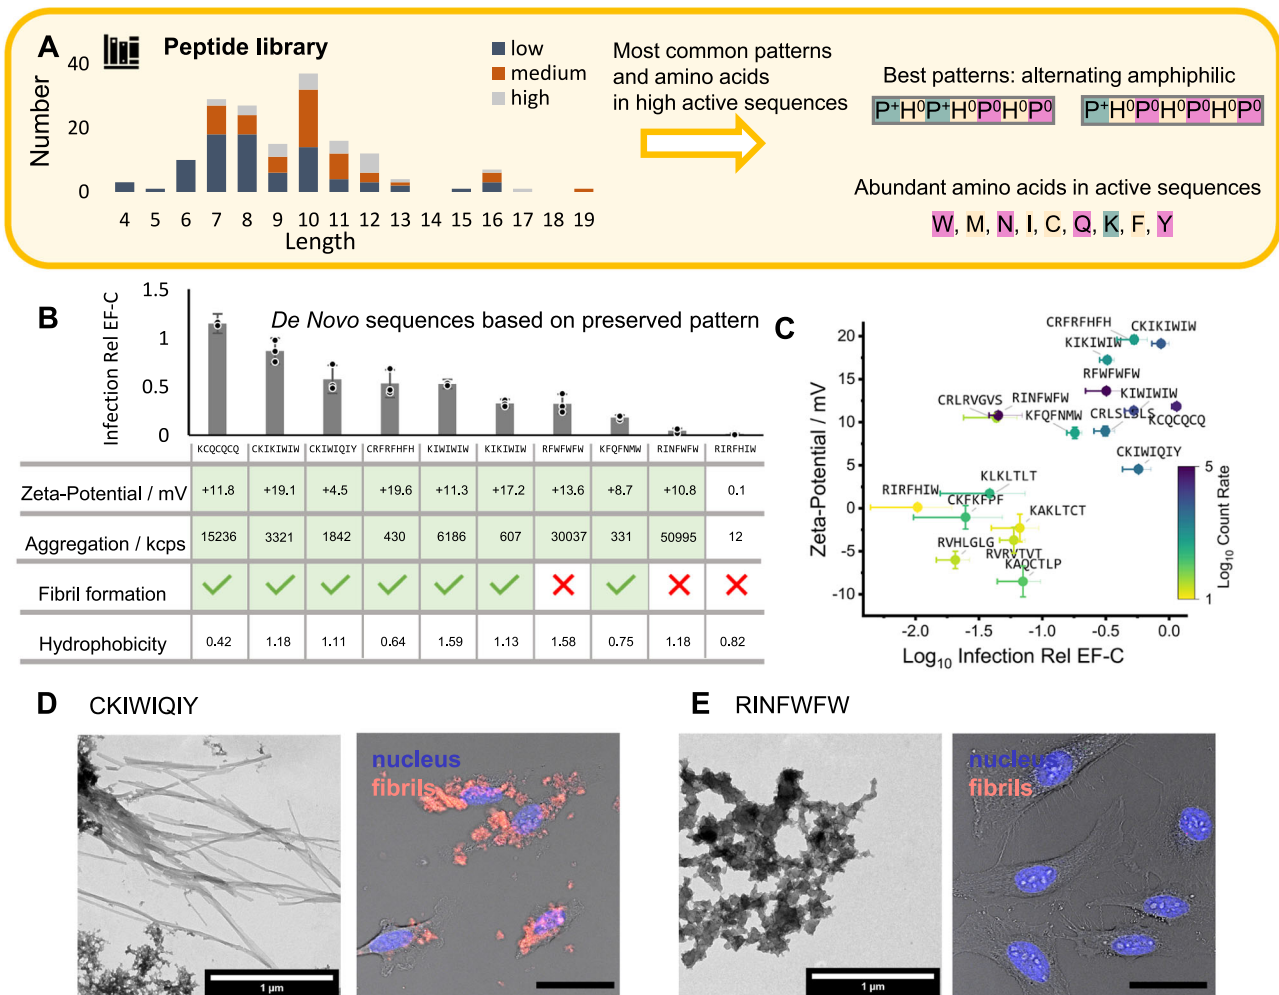 A
Peptide library
Number
40
20
0
4 5 6 7 8 9 10 11 12 13 14 15 16 17 18 19
Length
low
medium
high
Most common patterns
and amino acids
in high active sequences
Best patterns: alternating amphiphilic
P⁺H⁰P⁺H⁰P⁰H⁰P⁰
P⁺H⁰P⁰H⁰P⁰H⁰P⁰
Abundant amino acids in active sequences
W, M, N, I, C, Q, K, F, Y
B
Infection Rel EF-C
1.5
1
0.5
0
De Novo sequences based on preserved pattern
KCQCQCQ CKIKIWIW CKIWIQIY CRFRFHFH KIWIWIW KIKIWIW RFWFWFW KFQFNMW RINFWFW RIRFHIW
Zeta-Potential / mV +11.8 +19.1 +4.5 +19.6 +11.3 +17.2 +13.6 +8.7 +10.8 0.1
Aggregation / kcps 15236 3321 1842 430 6186 607 30037 331 50995 12
Fibril formation
Hydrophobicity 0.42 1.18 1.11 0.64 1.59 1.13 1.58 0.75 1.18 0.82
C
Zeta-Potential / mV
20
15
10
5
0
-5
-10
CRFRFHFH
CKIKIWIW
KIKIWIW
RFWFWFW
CRLRVGVS
RINFWFW
KIWIWIW
KFQFNMW
CRLSLSLS
KCQCQCQ
CKIWIQIY
KLKLTLT
RIRFHIW
CKFKFPF
KAKLTCT
RVHLGLG
RVRVTVT
KAQCTLP
5
1
Log₁₀ Count Rate
-2.0 -1.5 -1.0 -0.5 0.0
Log₁₀ Infection Rel EF-C
D CKIWIQIY
1 µm
nucleus
fibrils
E RINFWFW
1 µm
nucleus
fibrils